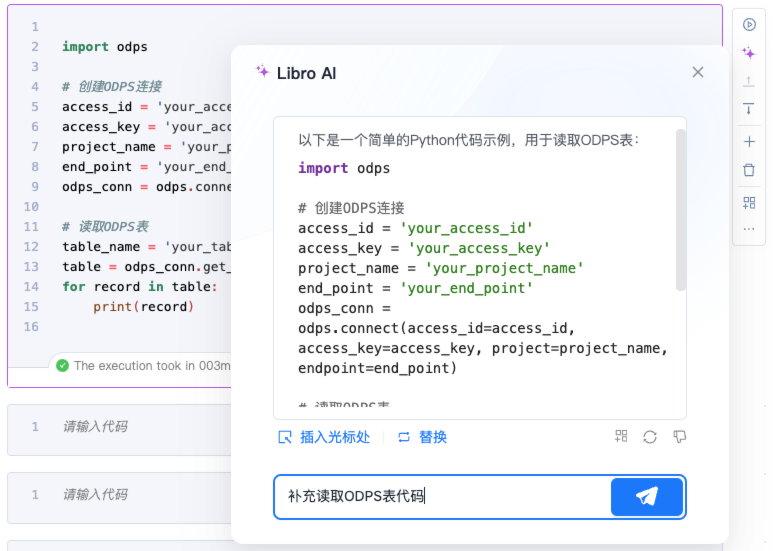 1
2 import odps
3
4 # 创建ODPS连接
5 access_id = 'your_acce
6 access_key = 'your_acc
7 project_name = 'your_p
8 end_point = 'your_end_
9 odps_conn = odps.conne
10
11 # 读取ODPS表
12 table_name = 'your_tab
13 table = odps_conn.get_
14 for record in table:
15 print(record)
16
The execution took in 003m
1 请输入代码
1 请输入代码
Libro AI
以下是一个简单的Python代码示例，用于读取ODPS表：
import odps
# 创建ODPS连接
access_id = 'your_access_id'
access_key = 'your_access_key'
project_name = 'your_project_name'
end_point = 'your_end_point'
odps_conn =
odps.connect(access_id=access_id,
access_key=access_key, project=project_name,
endpoint=end_point)
# 读取ODPS表
插入光标处
替换
补充读取ODPS表代码